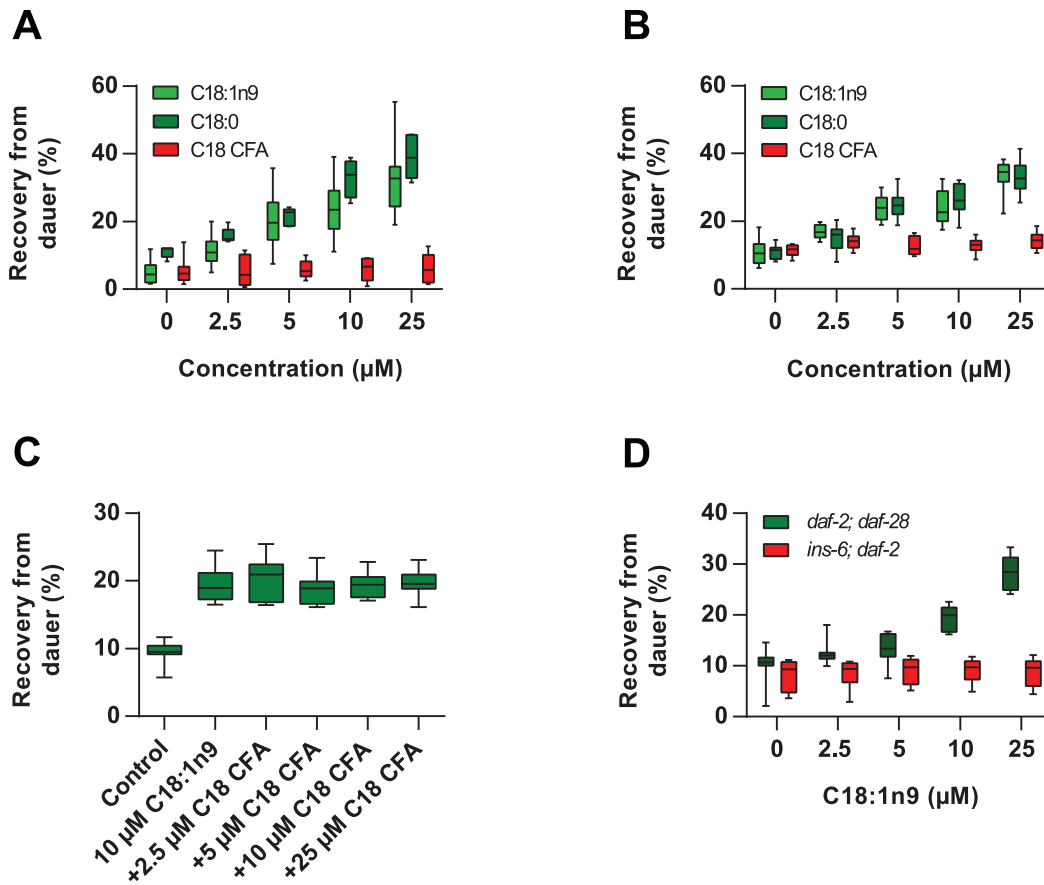 A
Recovery from
dauer (%)
60
40
20
0
C18:1n9
C18:0
C18 CFA
0 2.5 5 10 25
Concentration (µM)
B
Recovery from
dauer (%)
60
40
20
0
C18:1n9
C18:0
C18 CFA
0 2.5 5 10 25
Concentration (µM)
C
Recovery from
dauer (%)
30
20
10
0
Control
10 µM C18:1n9
+2.5 µM C18 CFA
+5 µM C18 CFA
+10 µM C18 CFA
+25 µM C18 CFA
D
Recovery from
dauer (%)
40
30
20
10
0
daf-2; daf-28
ins-6; daf-2
0 2.5 5 10 25
C18:1n9 (µM)